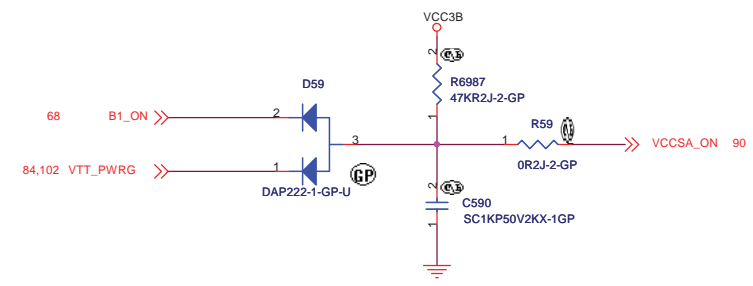 VCC3B
2
R6987
47KR2J-2-GP
1
D59
68 B1_ON 2
3
84,102 VTT_PWRG 1
DAP222-1-GP-U
GP
R59
1
0R2J-2-GP
VCCSA_ON 90
2
C590
SC1KP50V2KX-1GP
1